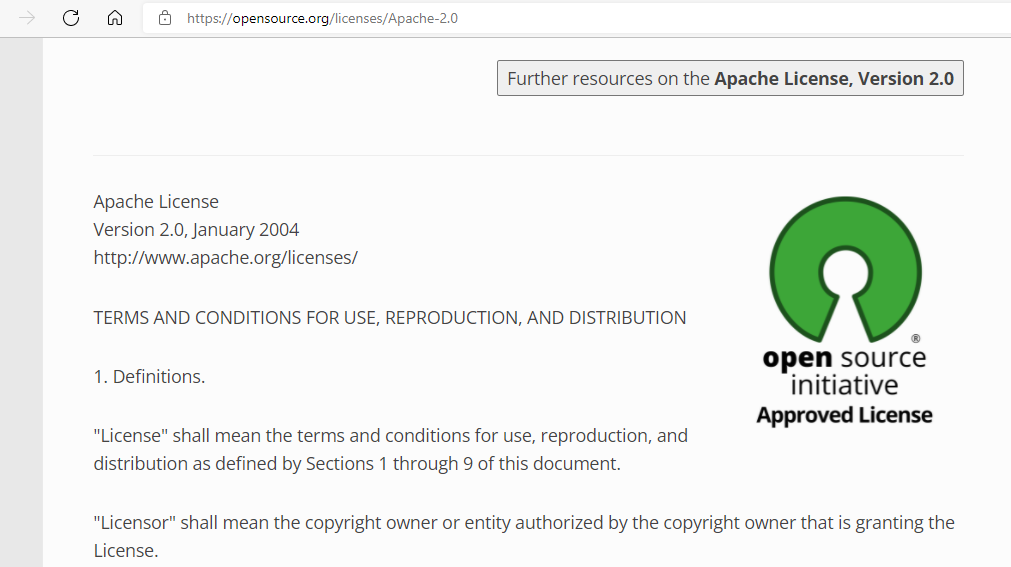 https://opensource.org/licenses/Apache-2.0
Further resources on the Apache License, Version 2.0
Apache License
Version 2.0, January 2004
http://www.apache.org/licenses/
TERMS AND CONDITIONS FOR USE, REPRODUCTION, AND DISTRIBUTION
1. Definitions.
"License" shall mean the terms and conditions for use, reproduction, and
distribution as defined by Sections 1 through 9 of this document.
"Licensor" shall mean the copyright owner or entity authorized by the copyright owner that is granting the
License.
®
open source
initiative
Approved License